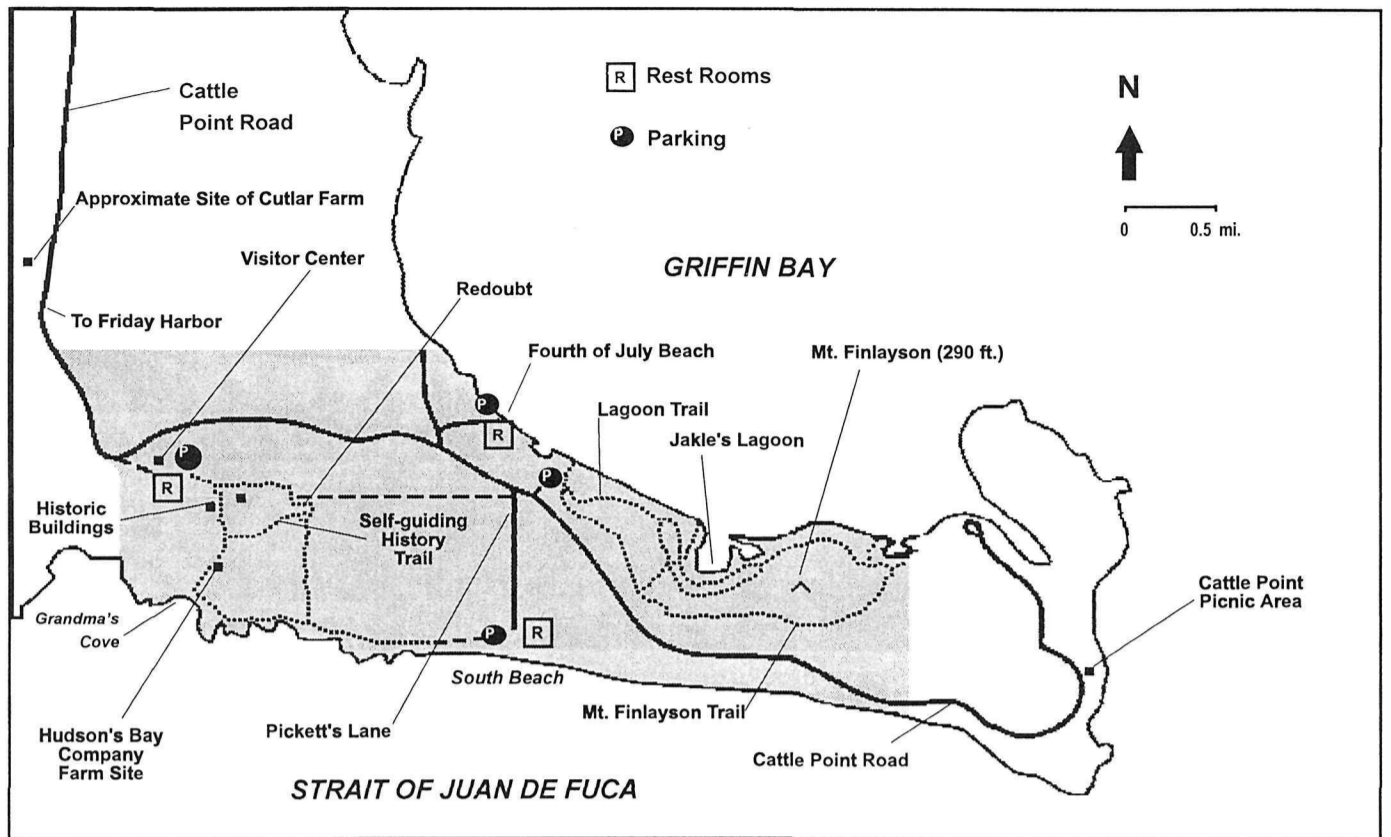 Cattle
Point Road
R Rest Rooms
P Parking
N
0 0.5 mi.
Approximate Site of Cutlar Farm
Visitor Center
GRIFFIN BAY
Redoubt
To Friday Harbor
Fourth of July Beach
Mt. Finlayson (290 ft.)
P
Lagoon Trail
R
Jakle's Lagoon
P
P
R
Historic
Buildings
Self-guiding
History
Trail
Cattle Point
Picnic Area
Grandma's
Cove
P
R
South Beach
Mt. Finlayson Trail
Pickett's Lane
Hudson's Bay
Company
Farm Site
Cattle Point Road
STRAIT OF JUAN DE FUCA